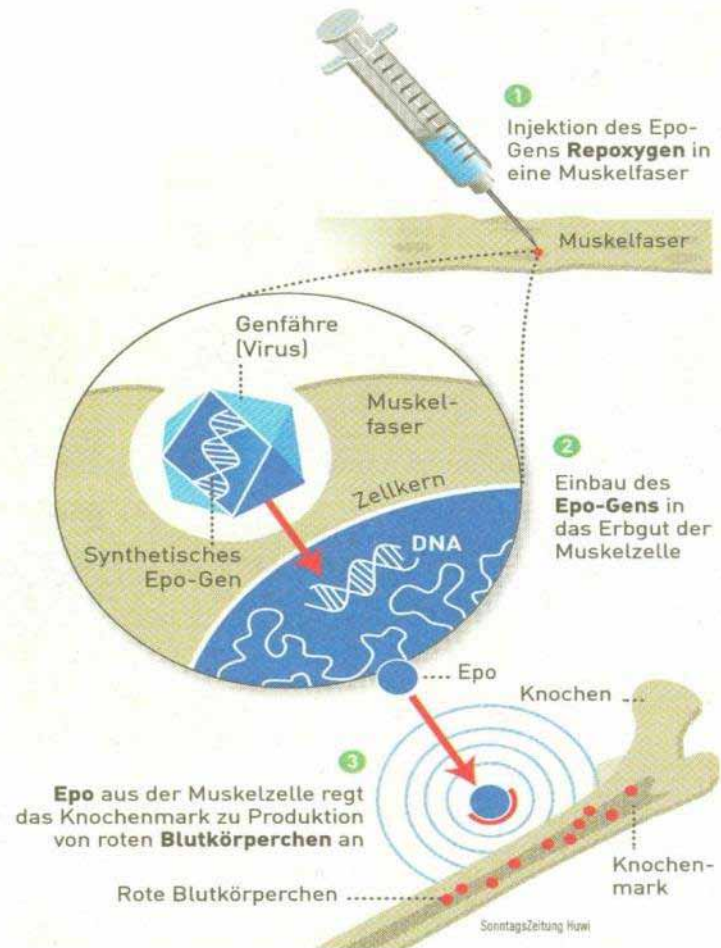 1
Injektion des Epo-
Gens Repoxygen in
eine Muskelfaser
Muskelfaser
Genfähre
(Virus)
Muskel-
faser
Zellkern
Synthetisches
Epo-Gen
DNA
2
Einbau des
Epo-Gens in
das Erbgut der
Muskelzelle
Epo
Knochen
3
Epo aus der Muskelzelle regt
das Knochenmark zu Produktion
von roten Blutkörperchen an
Knochen-
mark
Rote Blutkörperchen
SonntagsZeitung Huwi